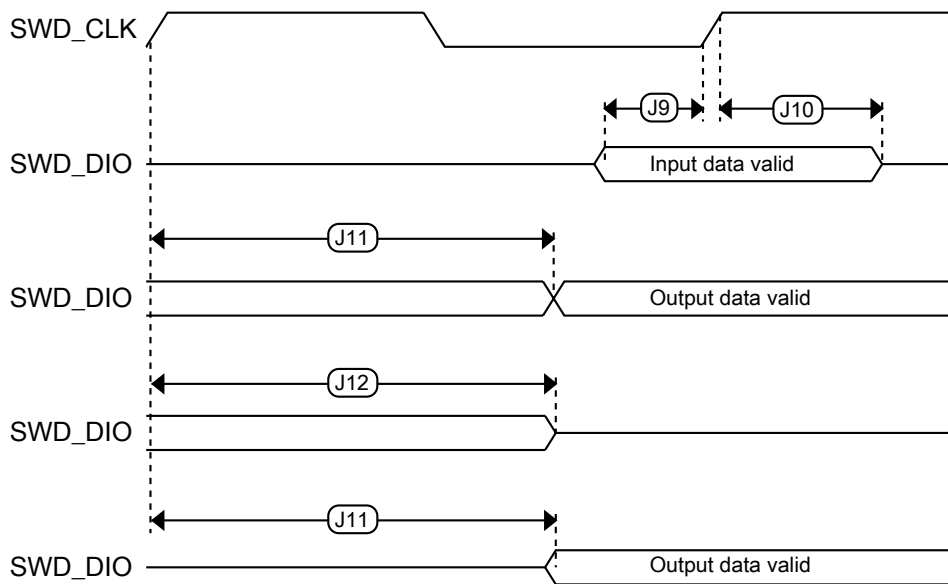 SWD_CLK
J9
J10
SWD_DIO
Input data valid
J11
SWD_DIO
Output data valid
J12
SWD_DIO
J11
SWD_DIO
Output data valid